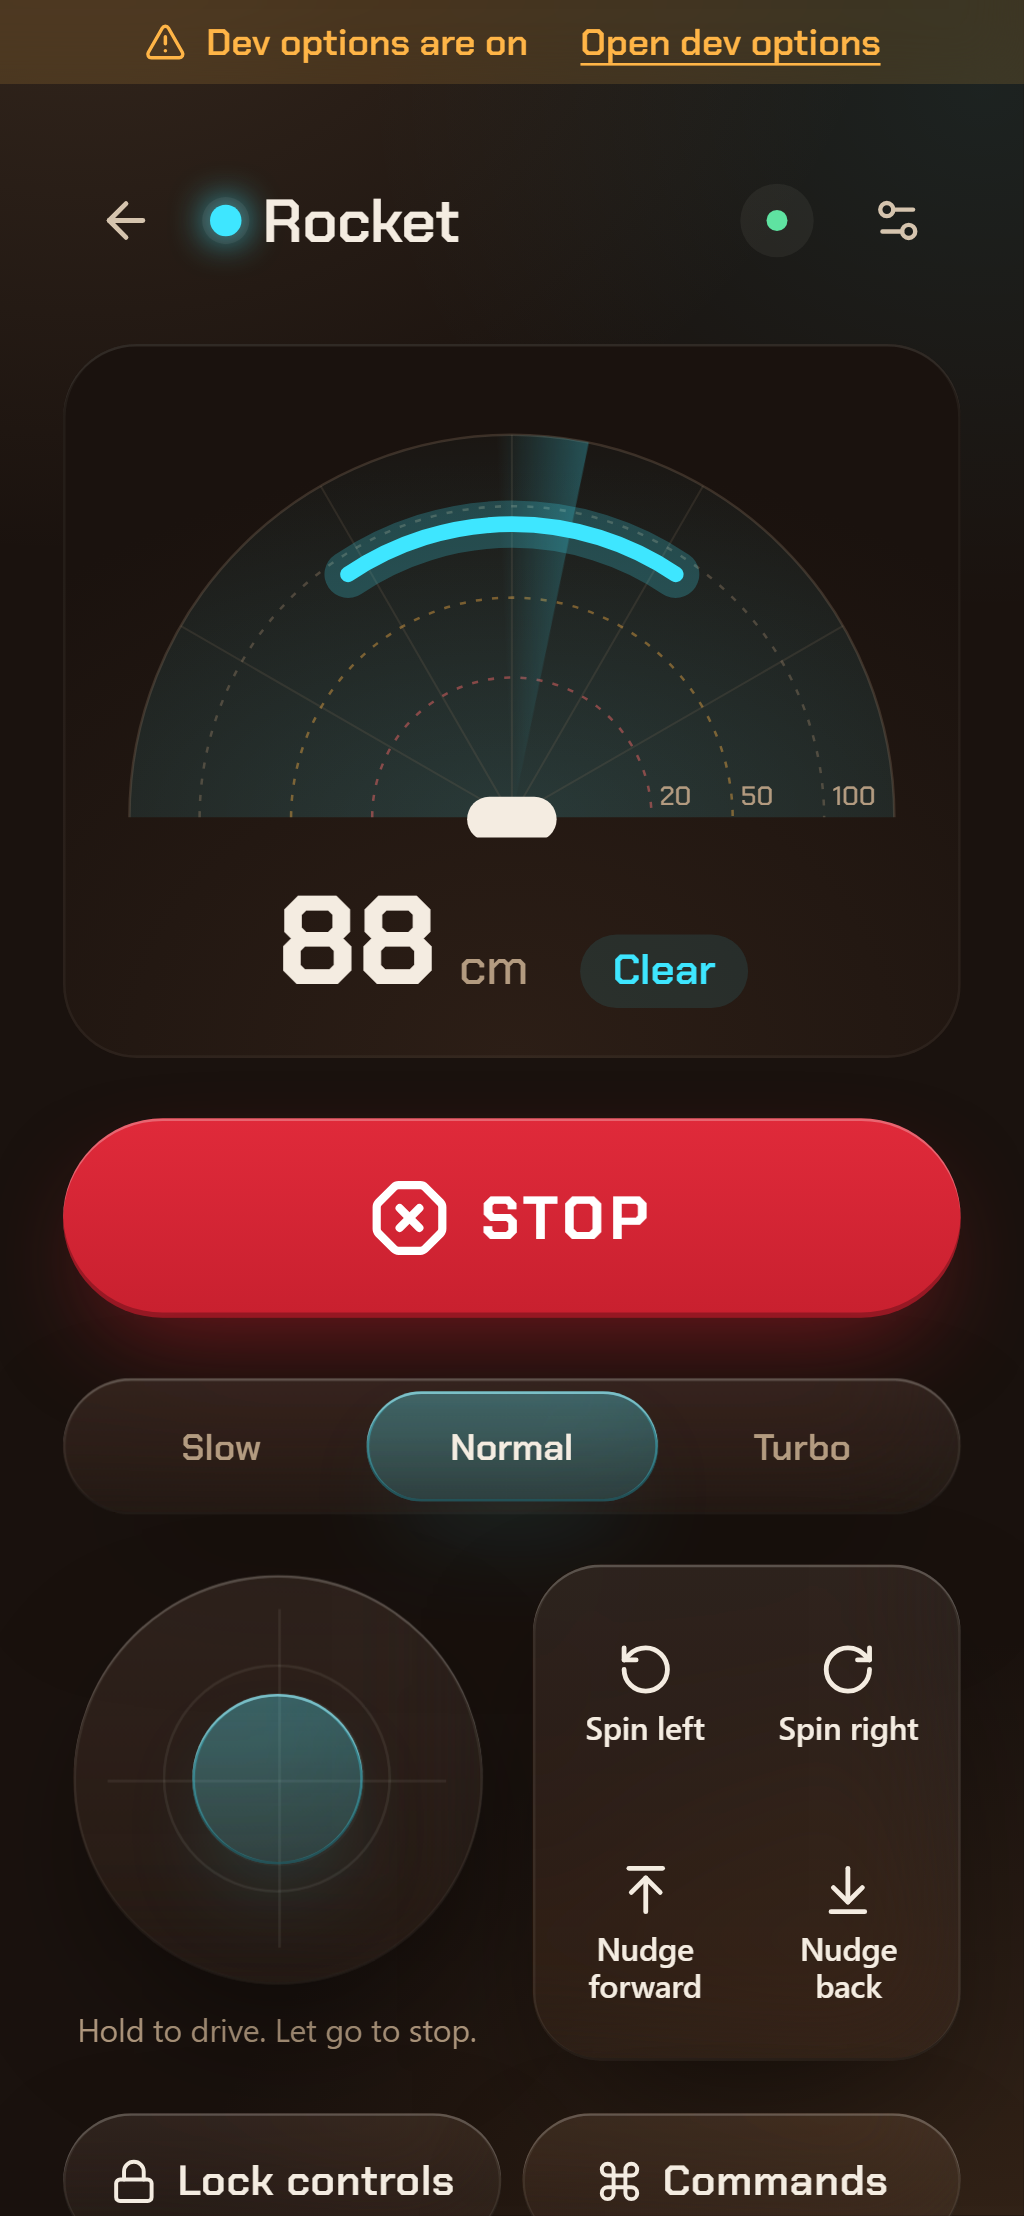 Dev options are on Open dev options
Rocket
20 50 100
88 cm Clear
STOP
Slow Normal Turbo
Spin left Spin right
Nudge forward
Nudge back
Hold to drive. Let go to stop.
Lock controls Commands